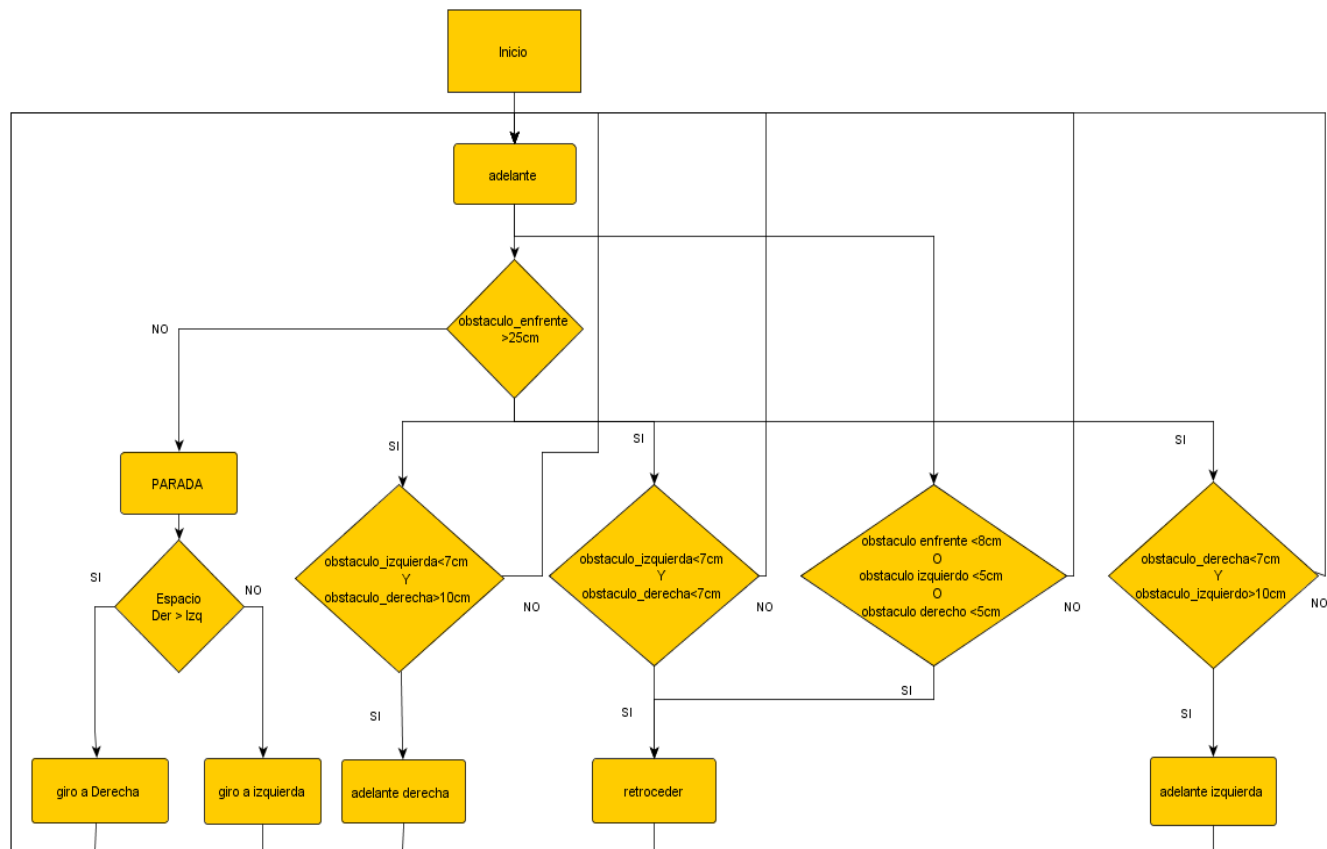 Inicio
adelante
obstaculo_enfrente
>25cm
NO
SI
SI
SI
PARADA
obstaculo_izquierda<7cm
Y
obstaculo_derecha>10cm
NO
obstaculo_izquierda<7cm
Y
obstaculo_derecha<7cm
NO
obstaculo enfrente <8cm
O
obstaculo izquierdo <5cm
O
obstaculo derecho <5cm
NO
obstaculo_derecha<7cm
Y
obstaculo_izquierdo>10cm
NO
SI
Espacio
Der > Izq
NO
SI
SI
SI
SI
giro a Derecha
giro a izquierda
adelante derecha
retroceder
adelante izquierda